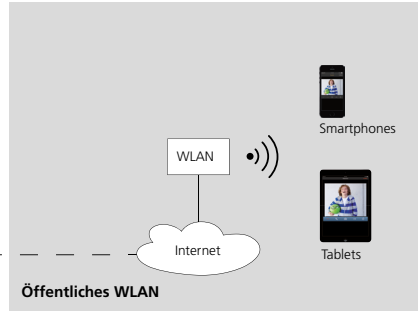 Smartphones
WLAN
Internet
Tablets
Öffentliches WLAN